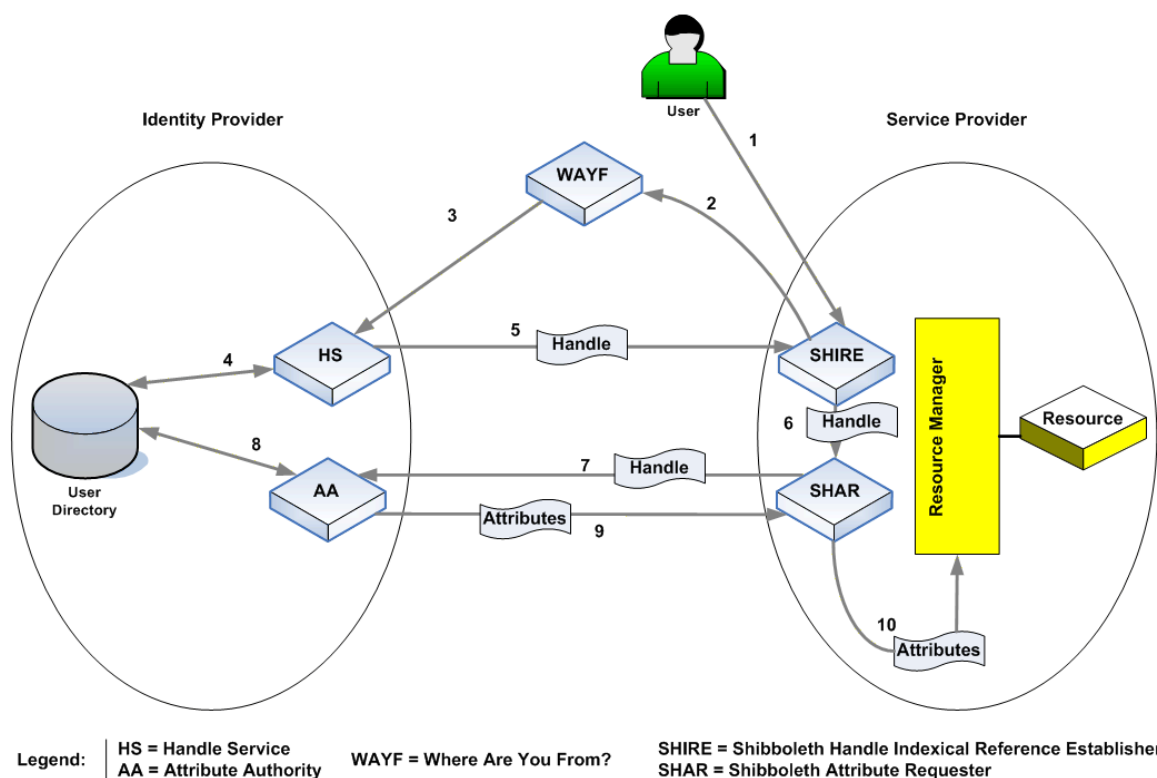 User
Identity Provider
Service Provider
1
WAYF
2
3
HS
5
Handle
SHIRE
4
6
Handle
Resource Manager
Resource
8
7
Handle
AA
SHAR
User
Directory
Attributes
9
10
Attributes
Legend:
HS = Handle Service
AA = Attribute Authority
WAYF = Where Are You From?
SHIRE = Shibboleth Handle Indexical Reference Establisher
SHAR = Shibboleth Attribute Requester